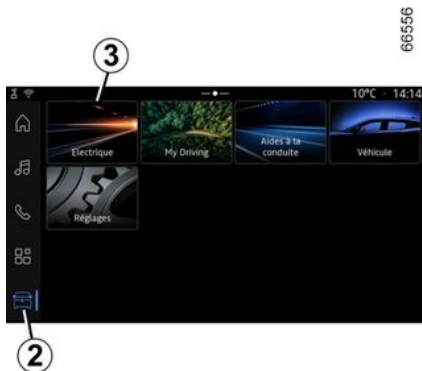 66556
3
10°C · 14:14
Electrique
My Driving
Aides à la
conduite
Véhicule
Réglages
2